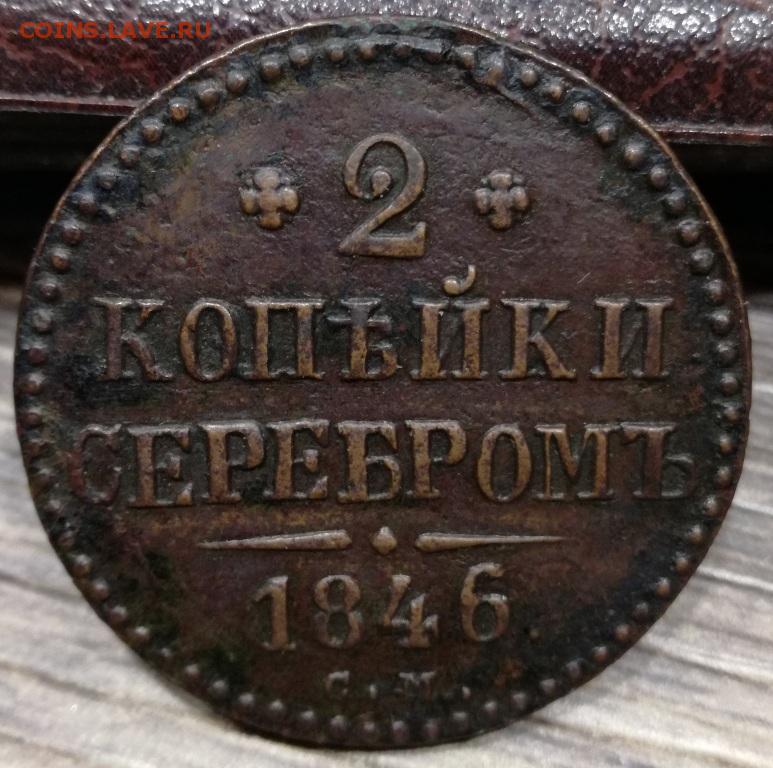 COINS.LAVE.RU
2
КОПѢЙКИ
СЕРЕБРОМЪ
1846
С.М.